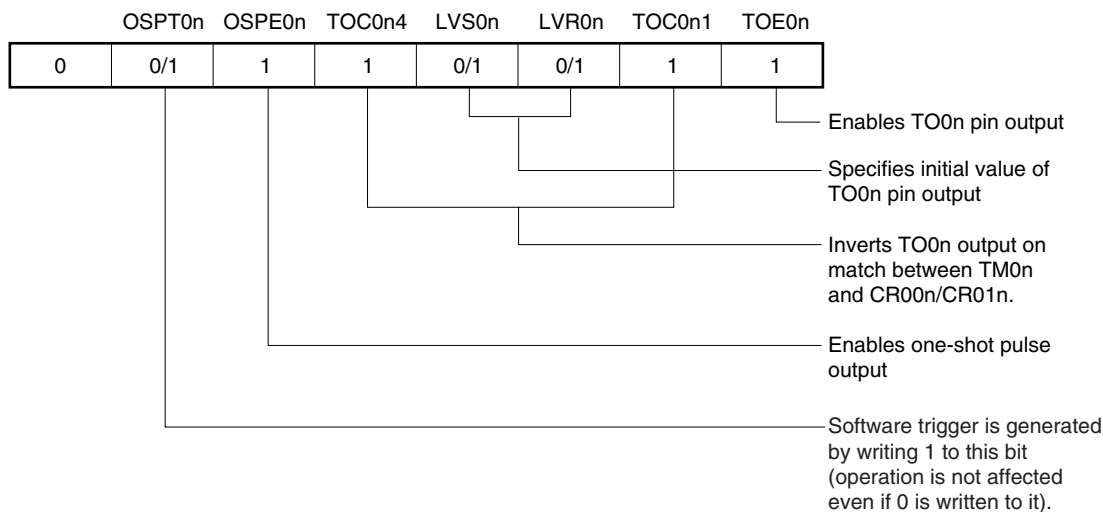 OSPT0n OSPE0n TOC0n4 LVS0n LVR0n TOC0n1 TOE0n
0 0/1 1 1 0/1 0/1 1 1
Enables TO0n pin output
Specifies initial value of
TO0n pin output
Inverts TO0n output on
match between TM0n
and CR00n/CR01n.
Enables one-shot pulse
output
Software trigger is generated
by writing 1 to this bit
(operation is not affected
even if 0 is written to it).